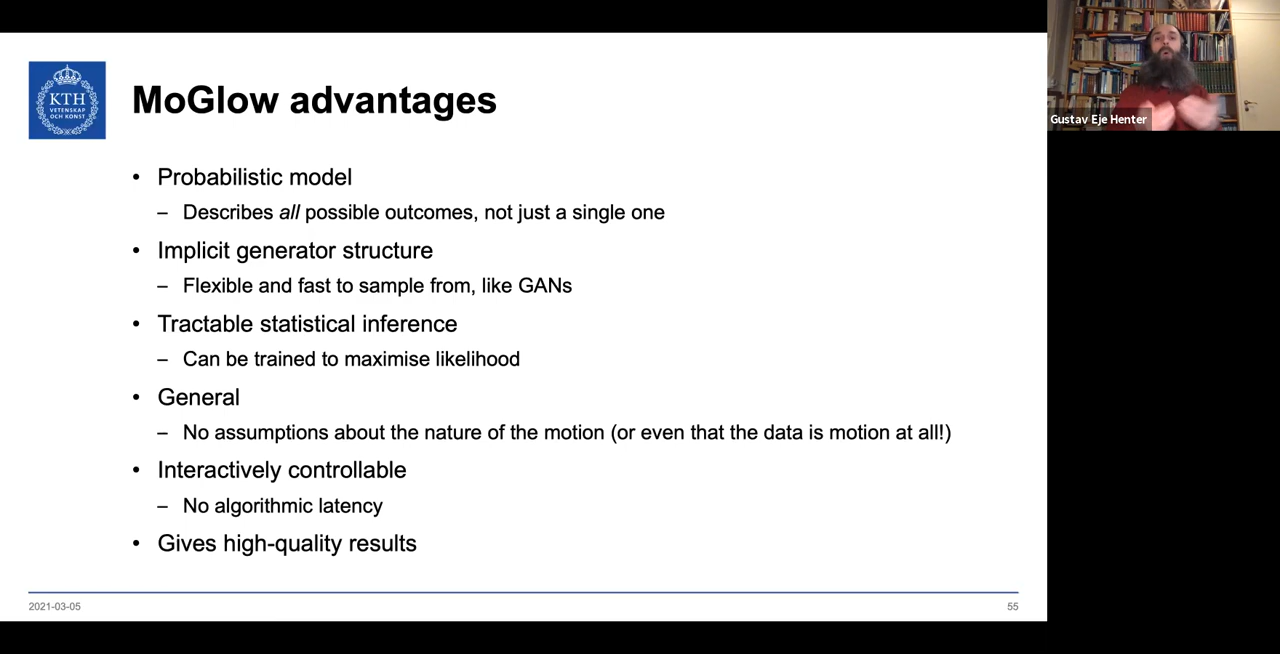 KTH
VETENSKAP
OCH KONST
MoGlow advantages
• Probabilistic model
– Describes all possible outcomes, not just a single one
• Implicit generator structure
– Flexible and fast to sample from, like GANs
• Tractable statistical inference
– Can be trained to maximise likelihood
• General
– No assumptions about the nature of the motion (or even that the data is motion at all!)
• Interactively controllable
– No algorithmic latency
• Gives high-quality results
2021-03-05
55
Gustav Eje Henter